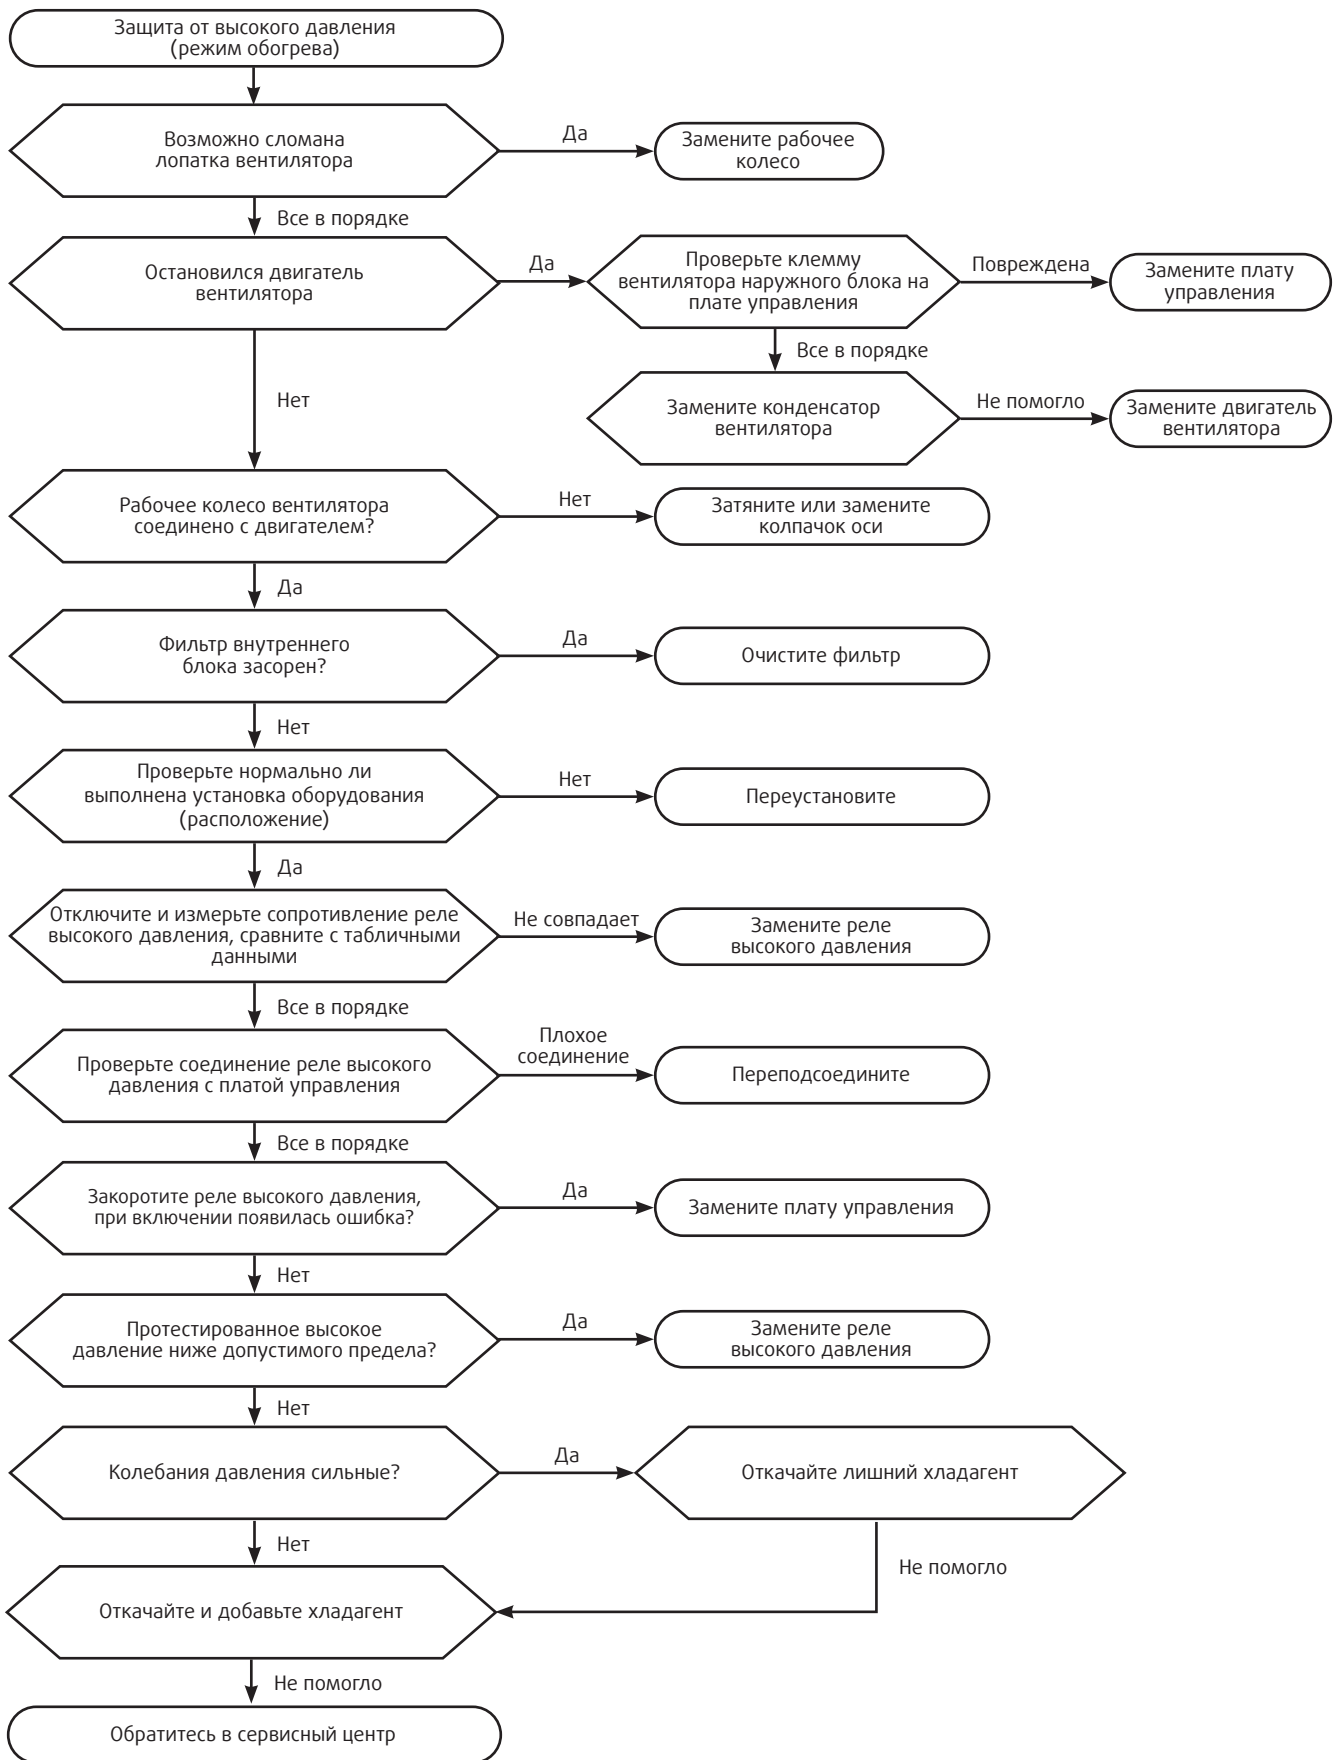 Защита от высокого давления
(режим обогрева)
Возможно сломана
лопатка вентилятора
Да
Замените рабочее
колесо
Все в порядке
Остановился двигатель
вентилятора
Да
Проверьте клемму
вентилятора наружного блока на
плате управления
Повреждена
Замените плату
управления
Все в порядке
Нет
Замените конденсатор
вентилятора
Не помогло
Замените двигатель
вентилятора
Рабочее колесо вентилятора
соединено с двигателем?
Нет
Затяните или замените
колпачок оси
Да
Фильтр внутреннего
блока засорен?
Да
Очистите фильтр
Нет
Проверьте нормально ли
выполнена установка оборудования
(расположение)
Нет
Переустановите
Да
Отключите и измерьте сопротивление реле
высокого давления, сравните с табличными
данными
Не совпадает
Замените реле
высокого давления
Все в порядке
Проверьте соединение реле высокого
давления с платой управления
Плохое
соединение
Переподсоедините
Все в порядке
Закоротите реле высокого давления,
при включении появилась ошибка?
Да
Замените плату управления
Нет
Протестированное высокое
давление ниже допустимого предела?
Да
Замените реле
высокого давления
Нет
Колебания давления сильные?
Да
Откачайте лишний хладагент
Нет
Не помогло
Откачайте и добавьте хладагент
Не помогло
Обратитесь в сервисный центр